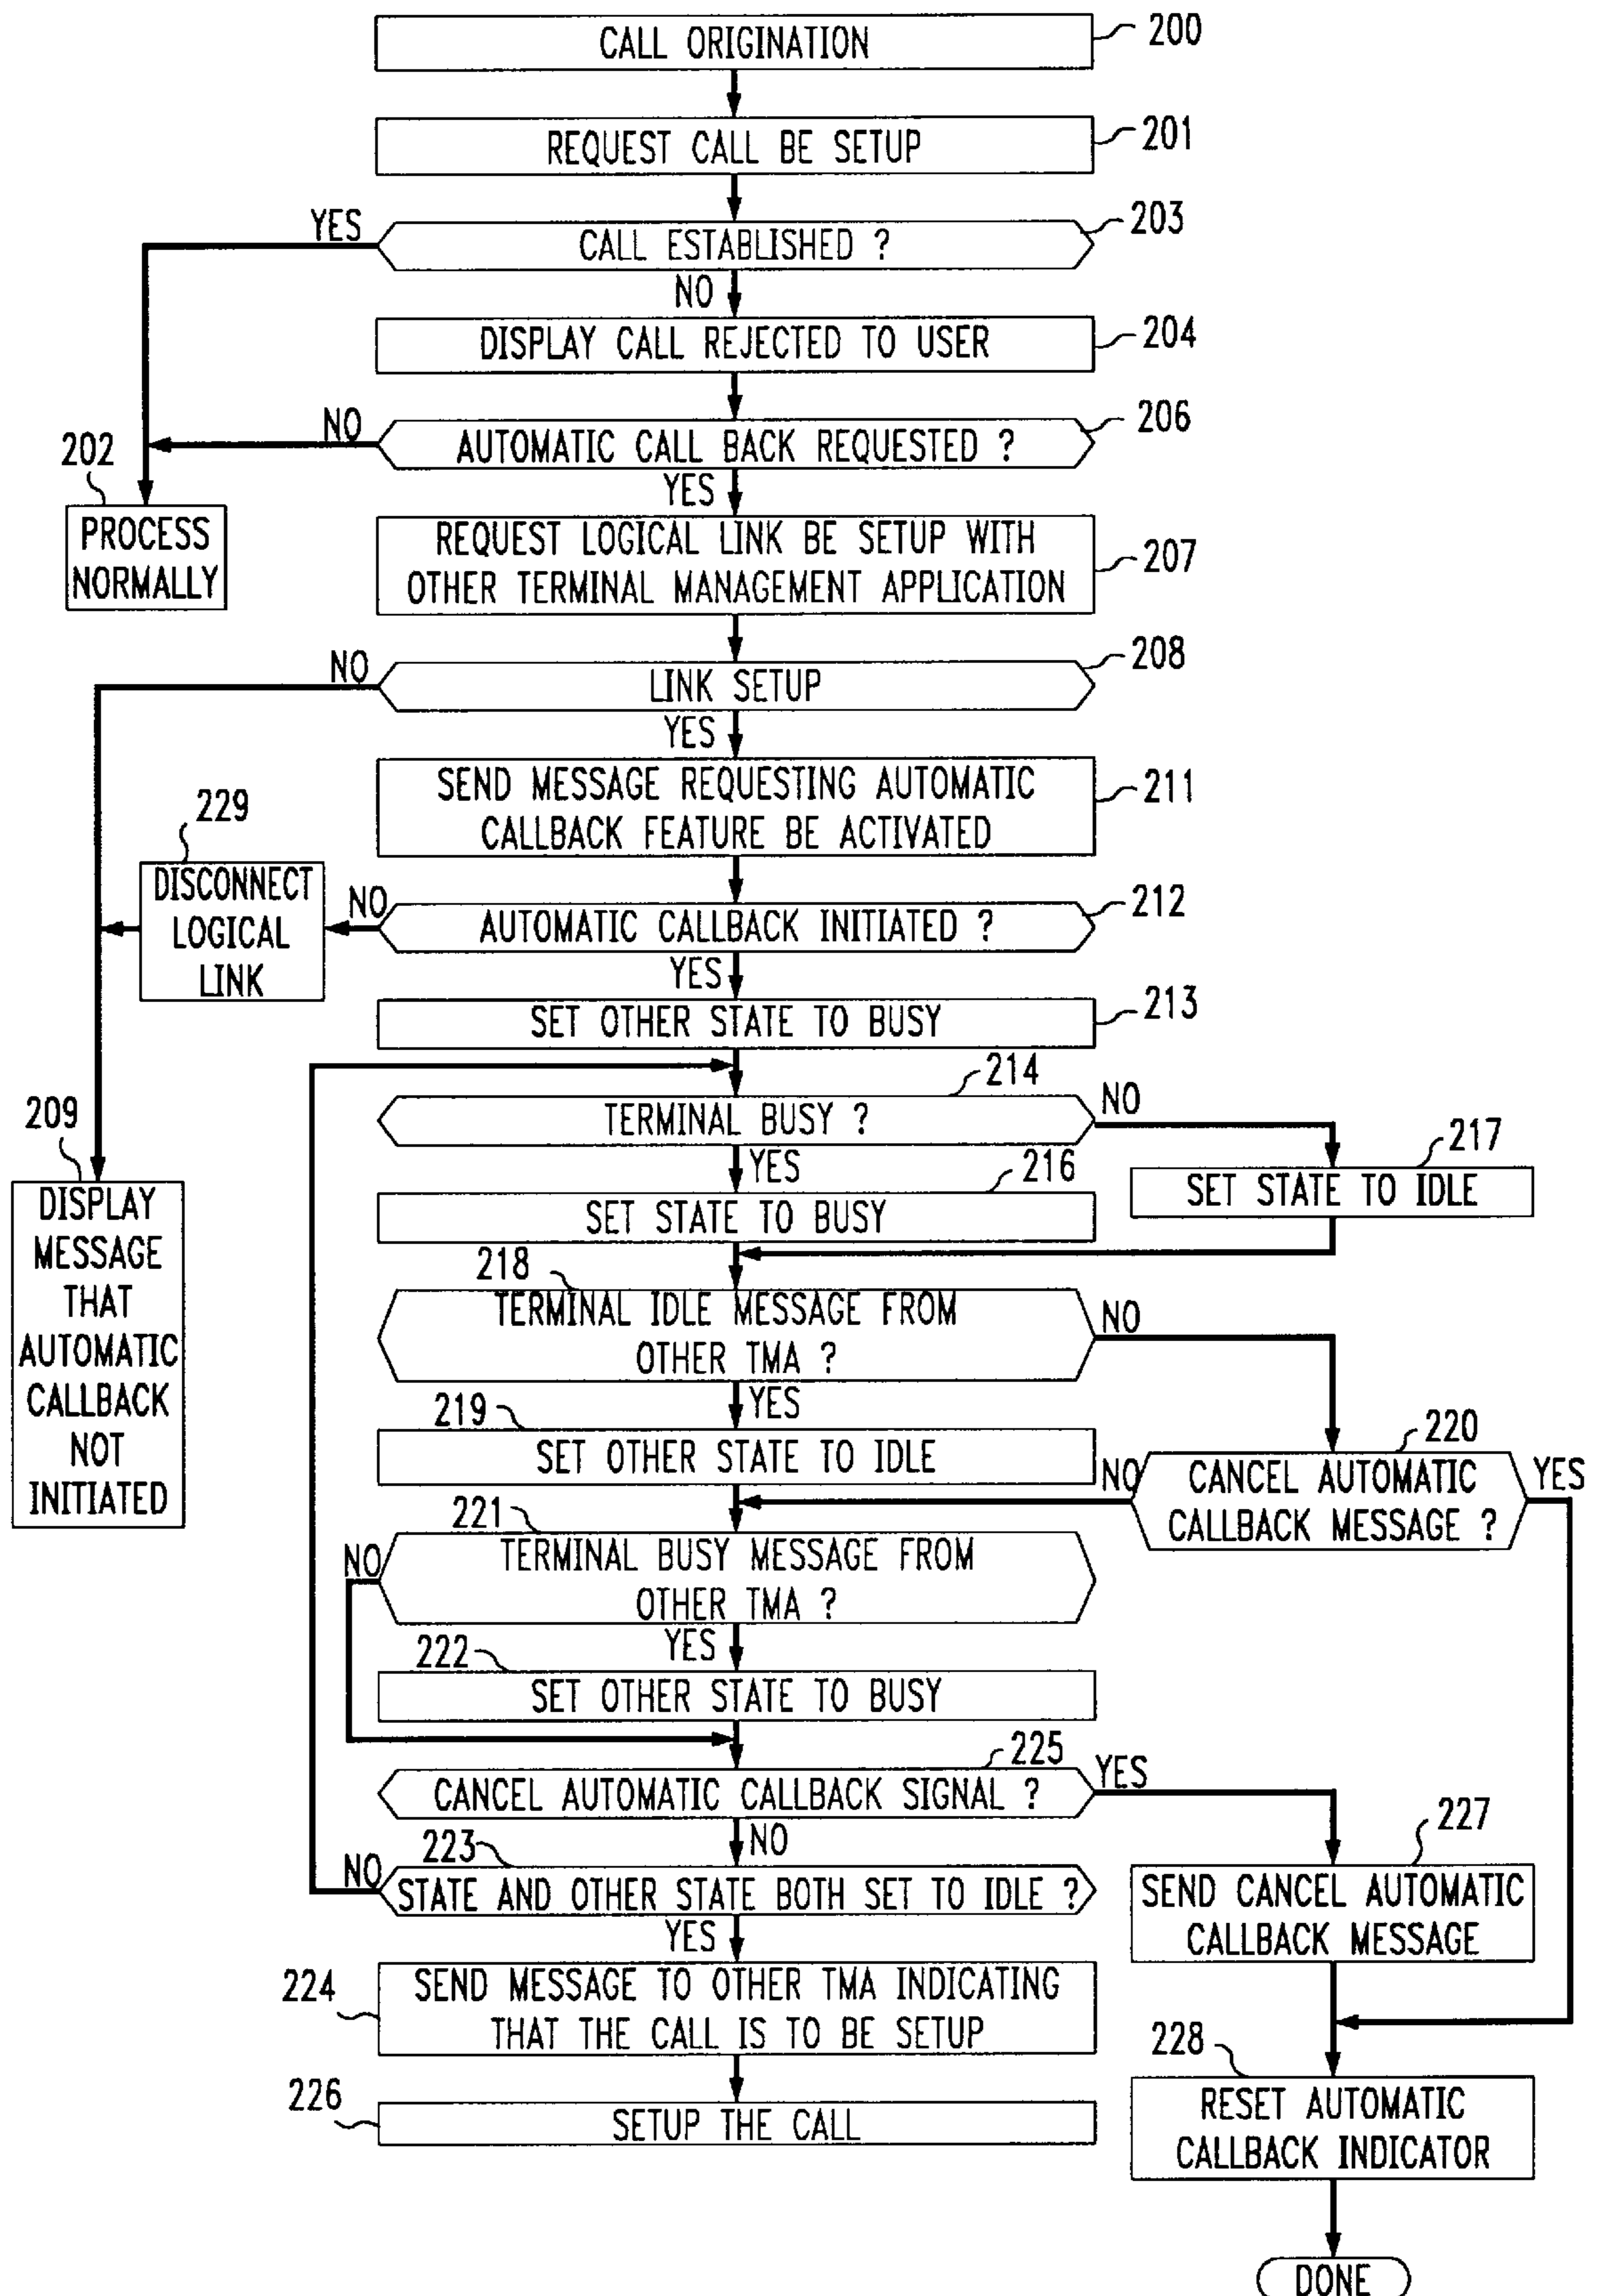 CALL ORIGINATION
200
REQUEST CALL BE SETUP
201
YES
CALL ESTABLISHED ?
203
NO
DISPLAY CALL REJECTED TO USER
204
NO
AUTOMATIC CALL BACK REQUESTED ?
206
202
PROCESS
NORMALLY
YES
REQUEST LOGICAL LINK BE SETUP WITH
OTHER TERMINAL MANAGEMENT APPLICATION
207
NO
LINK SETUP
208
YES
SEND MESSAGE REQUESTING AUTOMATIC
CALLBACK FEATURE BE ACTIVATED
211
229
DISCONNECT
LOGICAL
LINK
NO
AUTOMATIC CALLBACK INITIATED ?
212
YES
SET OTHER STATE TO BUSY
213
209
DISPLAY
MESSAGE
THAT
AUTOMATIC
CALLBACK
NOT
INITIATED
TERMINAL BUSY ?
214
NO
YES
216
SET STATE TO BUSY
217
SET STATE TO IDLE
218
TERMINAL IDLE MESSAGE FROM
OTHER TMA ?
NO
YES
219
SET OTHER STATE TO IDLE
220
NO
CANCEL AUTOMATIC
CALLBACK MESSAGE ?
YES
221
NO
TERMINAL BUSY MESSAGE FROM
OTHER TMA ?
YES
222
SET OTHER STATE TO BUSY
225
CANCEL AUTOMATIC CALLBACK SIGNAL ?
YES
NO
223
NO
STATE AND OTHER STATE BOTH SET TO IDLE ?
227
SEND CANCEL AUTOMATIC
CALLBACK MESSAGE
YES
224
SEND MESSAGE TO OTHER TMA INDICATING
THAT THE CALL IS TO BE SETUP
226
SETUP THE CALL
228
RESET AUTOMATIC
CALLBACK INDICATOR
DONE